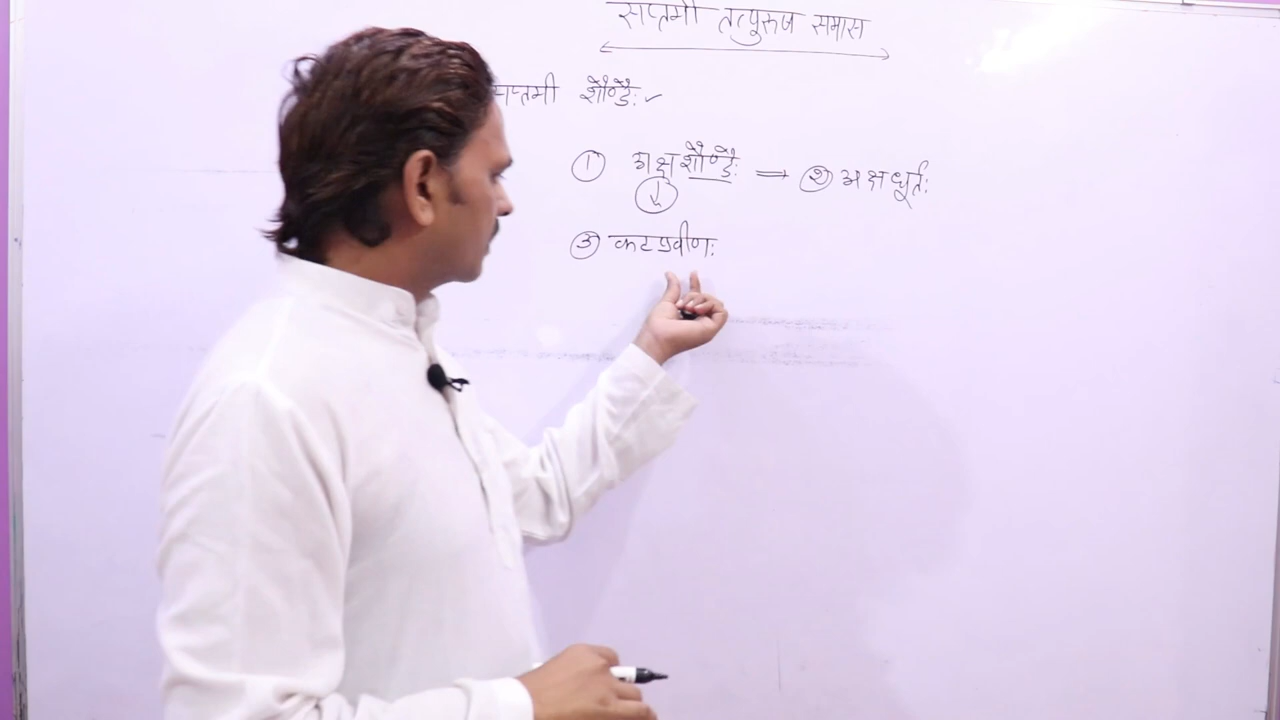 सप्तमी तत्पुरुष समास
सप्तमी शौण्डैः ✓
① अक्षशौण्डैः ⇒ ② अक्षधूर्तः
③ कटप्रवीणः